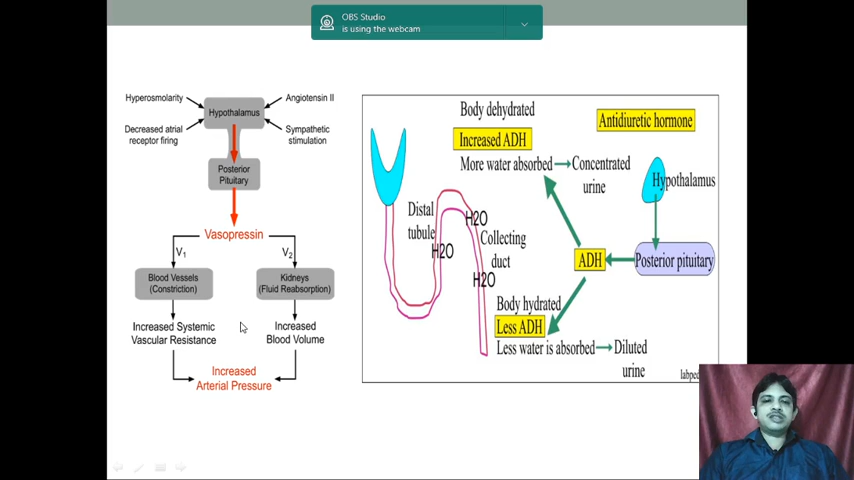 OBS Studio
is using the webcam
Hyperosmolarity
Angiotensin II
Hypothalamus
Decreased atrial
receptor firing
Sympathetic
stimulation
Posterior
Pituitary
Vasopressin
V1
V2
Blood Vessels
(Constriction)
Kidneys
(Fluid Reabsorption)
Increased Systemic
Vascular Resistance
Increased
Blood Volume
Increased
Arterial Pressure
Body dehydrated
Increased ADH
Antidiuretic hormone
More water absorbed
Concentrated
urine
Hypothalamus
Distal
tubule
H2O
H2O
Collecting
duct
H2O
ADH
Posterior pituitary
Body hydrated
Less ADH
Less water is absorbed
Diluted
urine